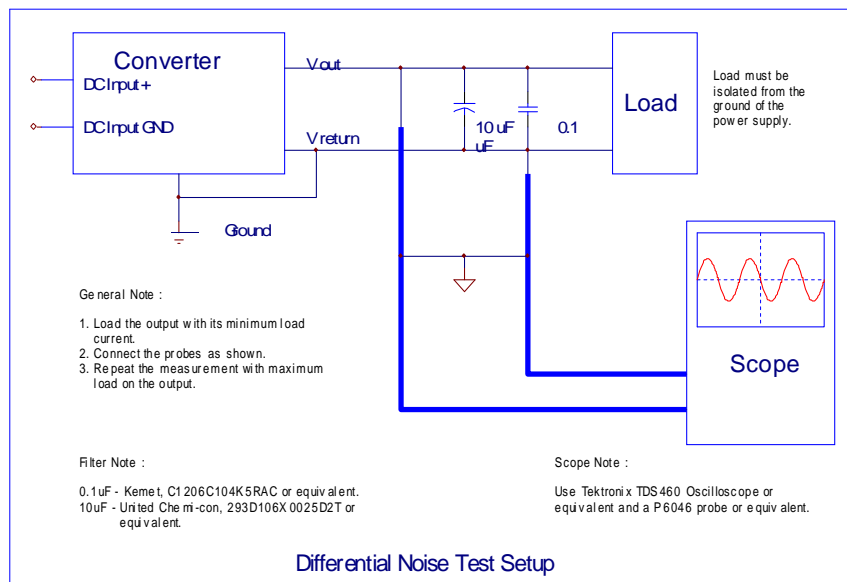 Converter
DC Input +
DC Input GND
Vout
Vreturn
Ground
10 uF
uF
0.1
Load
Load must be
isolated from the
ground of the
power supply.
Scope
General Note :
1. Load the output with its minimum load
current.
2. Connect the probes as shown.
3. Repeat the measurement with maximum
load on the output.
Filter Note :
0.1uF - Kemet, C1206C104K5RAC or equivalent.
10uF - United Chemi-con, 293D106X0025D2T or
equivalent.
Scope Note :
Use Tektronix TDS460 Oscilloscope or
equivalent and a P6046 probe or equivalent.
Differential Noise Test Setup